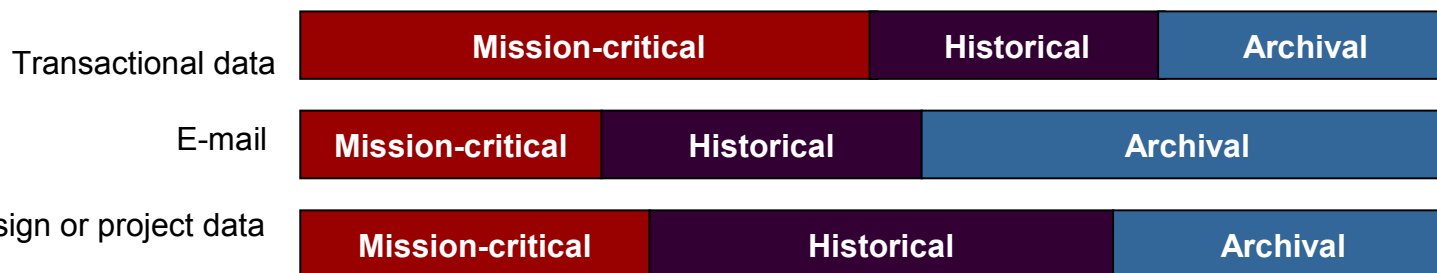 Transactional data Mission-critical Historical Archival
E-mail Mission-critical Historical Archival
sign or project data Mission-critical Historical Archival